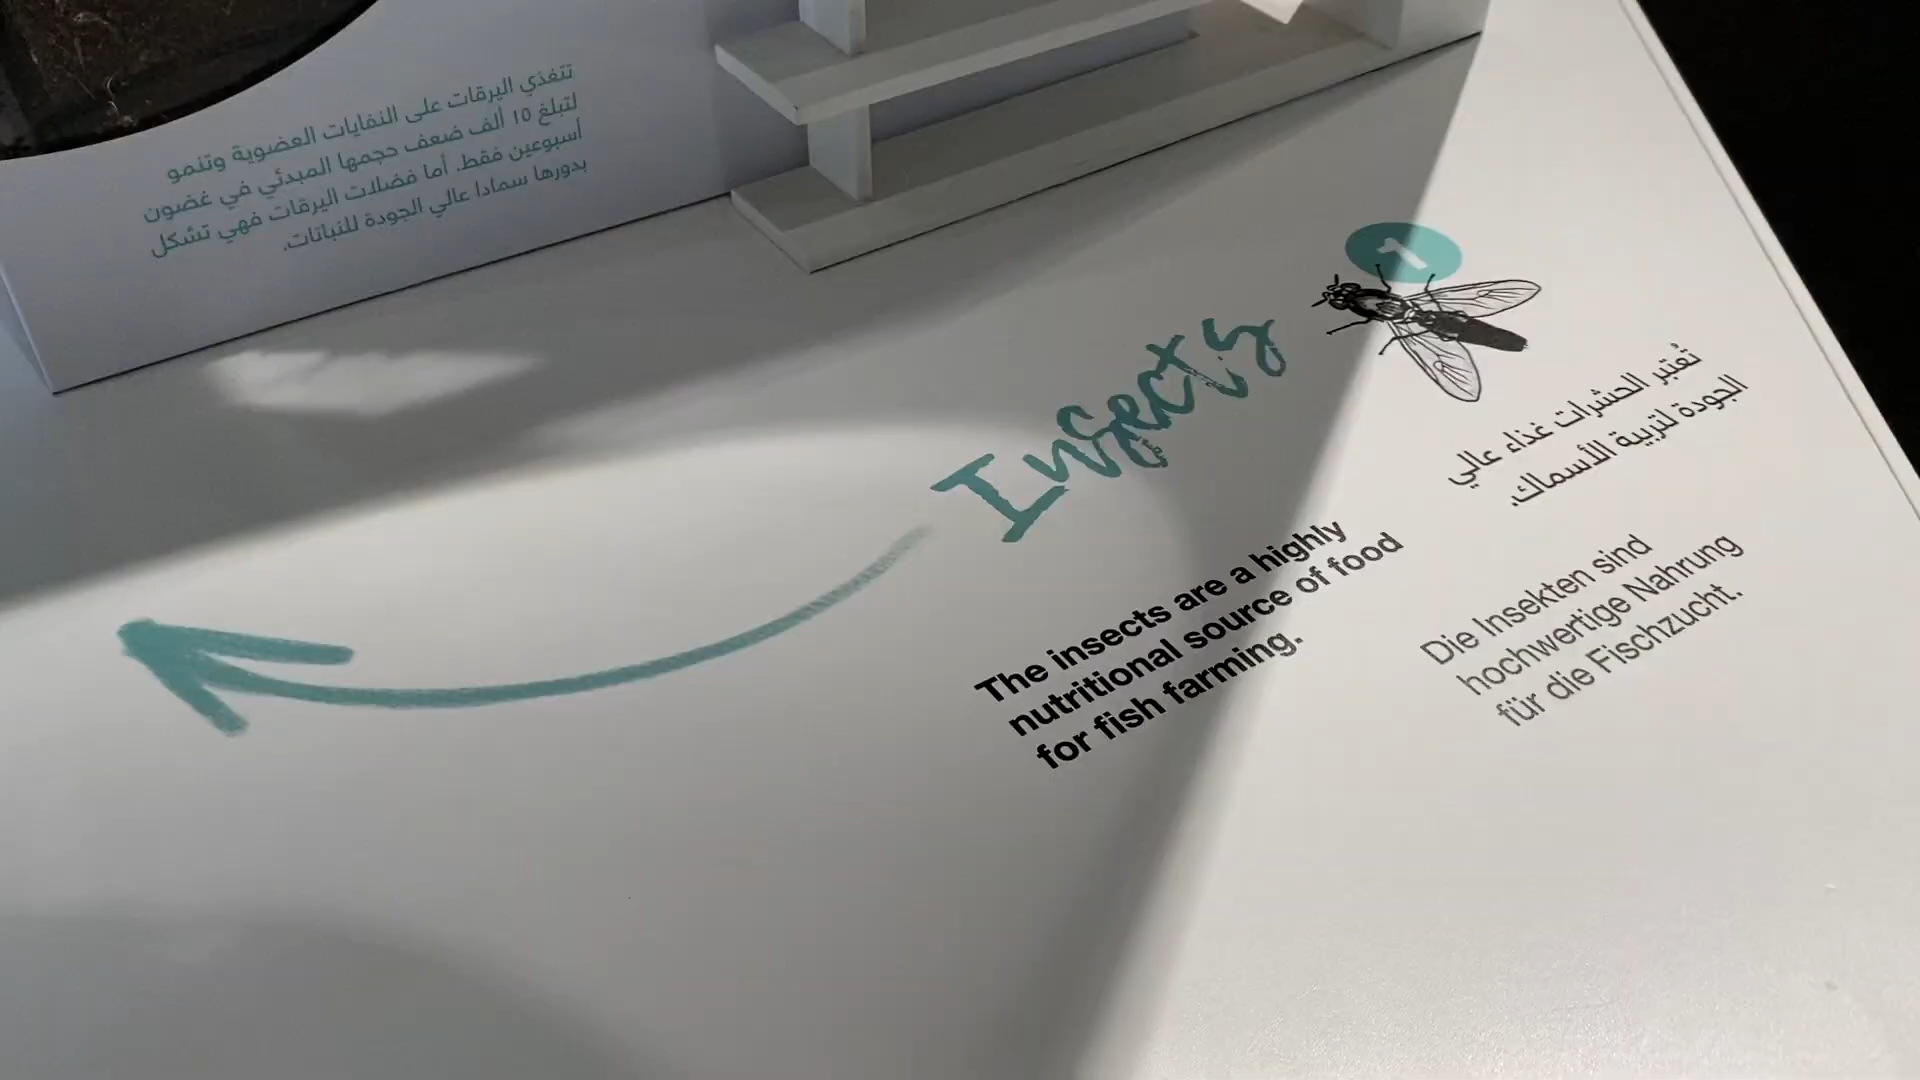 تتغذي اليرقات على النفايات العضوية وتنمو
لتبلغ ١٥ ألف ضعف حجمها المبدئي في غضون
أسبوعين فقط. أما فضلات اليرقات فهي تشكل
بدورها سمادا عالي الجودة للنباتات.
Insects
The insects are a highly
nutritional source of food
for fish farming.
تُعتبر الحشرات غذاء عالي
الجودة لتربية الأسماك.
Die Insekten sind
hochwertige Nahrung
für die Fischzucht.